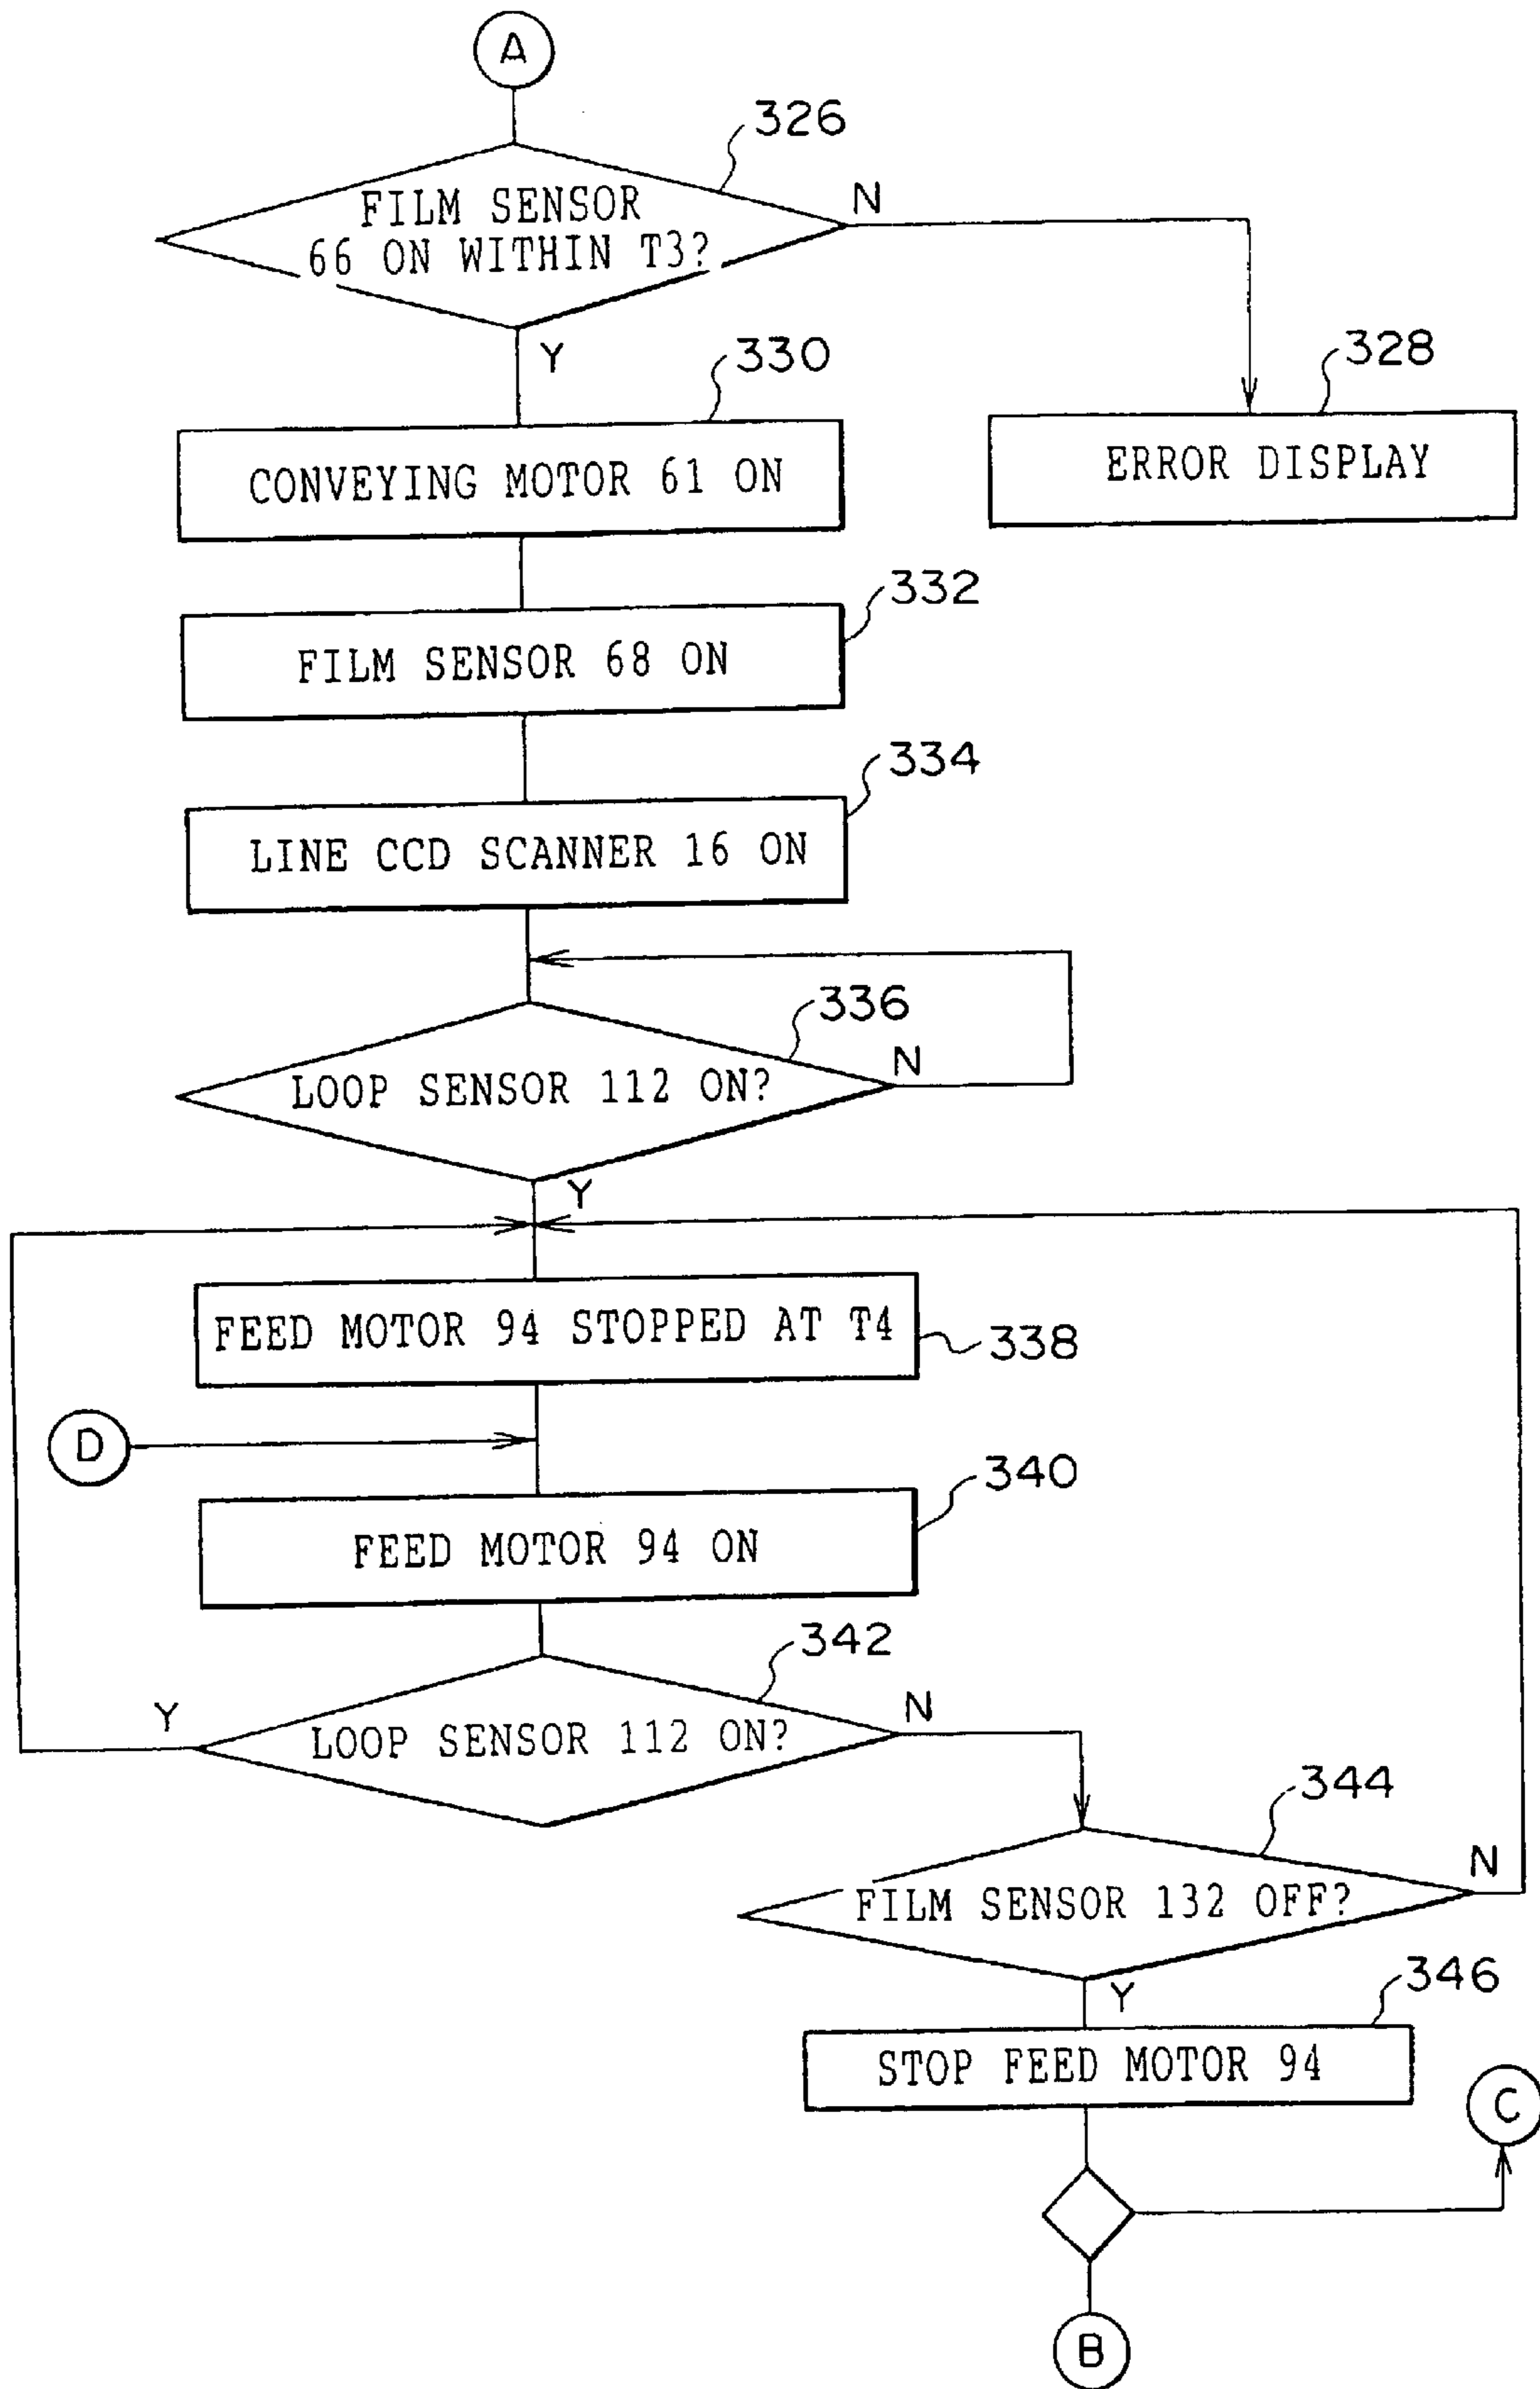 A
326
FILM SENSOR
66 ON WITHIN T3?
N
Y
330
328
CONVEYING MOTOR 61 ON
ERROR DISPLAY
332
FILM SENSOR 68 ON
334
LINE CCD SCANNER 16 ON
336
LOOP SENSOR 112 ON?
N
Y
FEED MOTOR 94 STOPPED AT T4
338
D
340
FEED MOTOR 94 ON
342
Y
LOOP SENSOR 112 ON?
N
344
FILM SENSOR 132 OFF?
N
Y
346
STOP FEED MOTOR 94
C
B